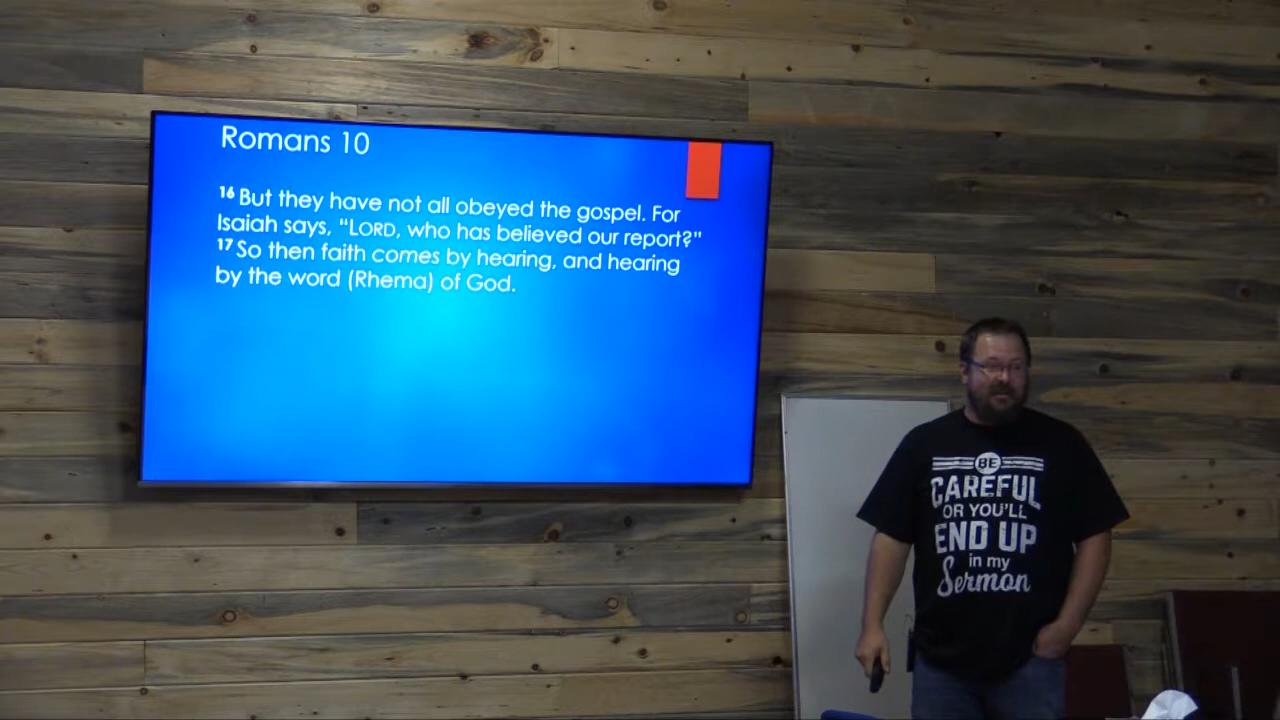 Romans 10
16 But they have not all obeyed the gospel. For
Isaiah says, “LORD, who has believed our report?”
17 So then faith comes by hearing, and hearing
by the word (Rhema) of God.
BE
CAREFUL
OR YOU'LL
END UP
in my
Sermon